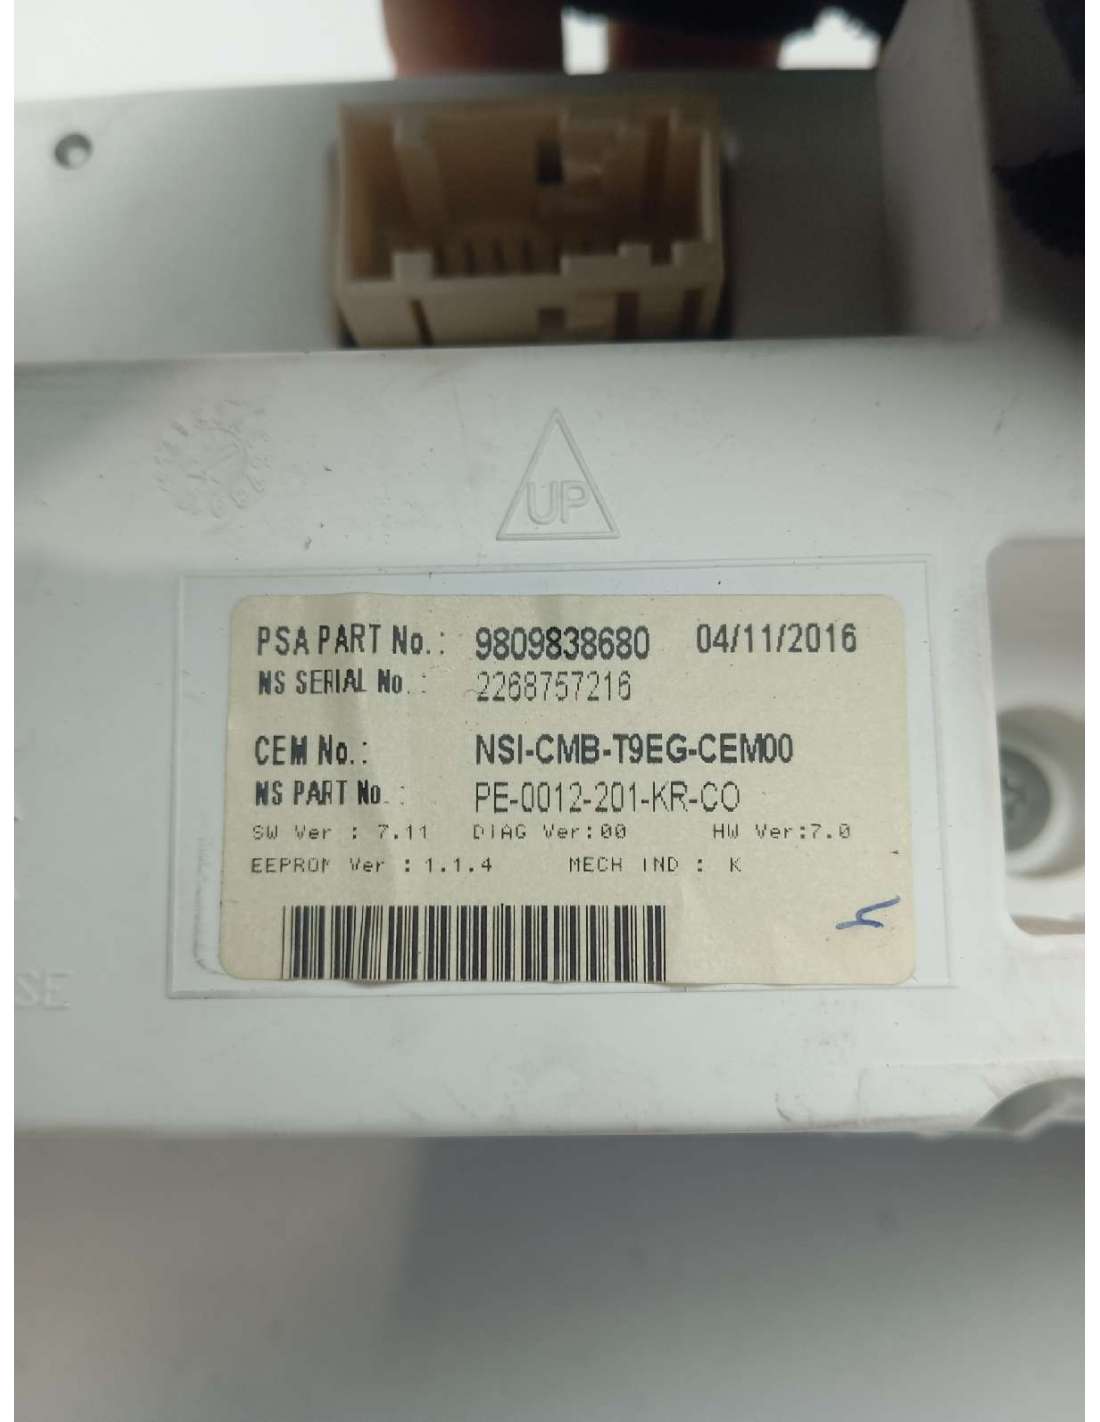 UP
PSA PART No.: 9809838680 04/11/2016
NS SERIAL No. : 2268757216
CEM No.: NSI-CMB-T9EG-CEM00
NS PART No. : PE-0012-201-KR-CO
SW Ver : 7.11 DIAG Ver:00 HW Ver:7.0
EEPROM Ver : 1.1.4 MECH IND : K
SE